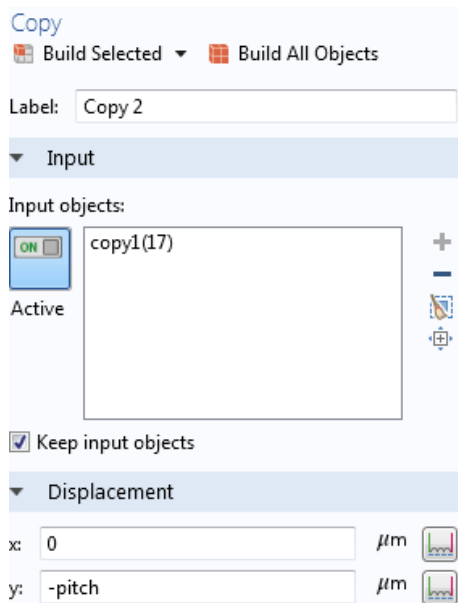 Copy
Build Selected Build All Objects
Label: Copy 2
Input
Input objects:
ON
copy1(17)
Active
Keep input objects
Displacement
x: 0 μm
y: -pitch μm